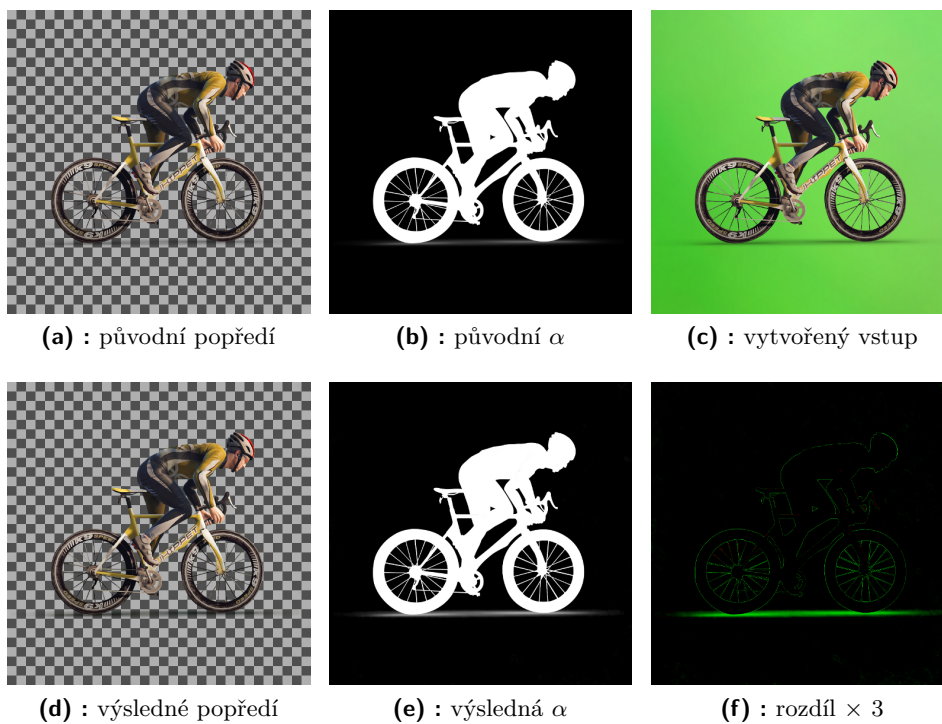 (a) : původní popředí
(b) : původní α
(c) : vytvořený vstup
(d) : výsledné popředí
(e) : výsledná α
(f) : rozdíl × 3